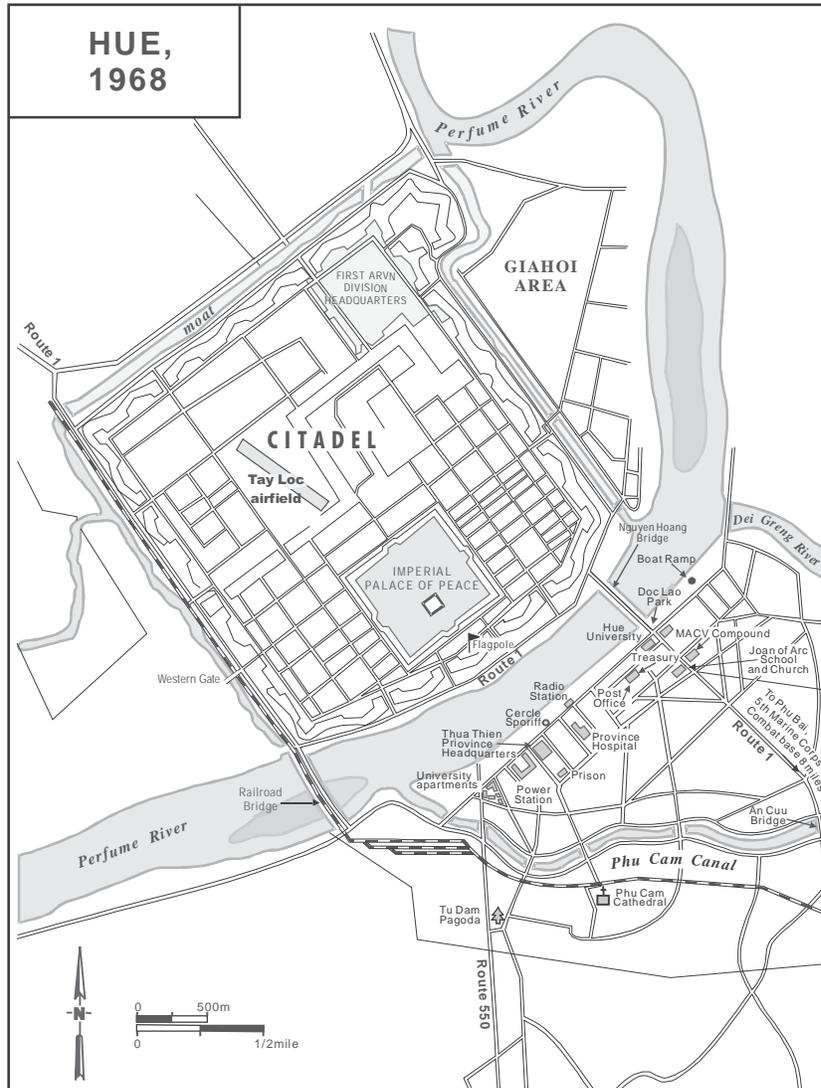 HUE,
1968
Perfume River
GIAHOI
AREA
FIRST ARVN
DIVISION
HEADQUARTERS
moat
Route 1
CITADEL
Tay Loc
airfield
IMPERIAL
PALACE OF PEACE
Flagpole
Route 1
Western Gate
Nguyen Hoang
Bridge
Boat Ramp
Dei Greng River
Doc Lao
Park
Hue
University
MACV Compound
Treasury
Joan of Arc
School
and Church
Post
Office
Radio
Station
Cercle
Sporiff
Province
Hospital
Thua Thien
Priovince
Headquarters
Prison
To Phu Bai,
5th Marine Corps
Combat base 8 miles
Route 1
University
apartments
Power
Station
An Cuu
Bridge
Railroad
Bridge
Perfume River
Phu Cam Canal
Phu Cam
Cathedral
Tu Dam
Pagoda
Route 550
N
0 500m
0 1/2mile